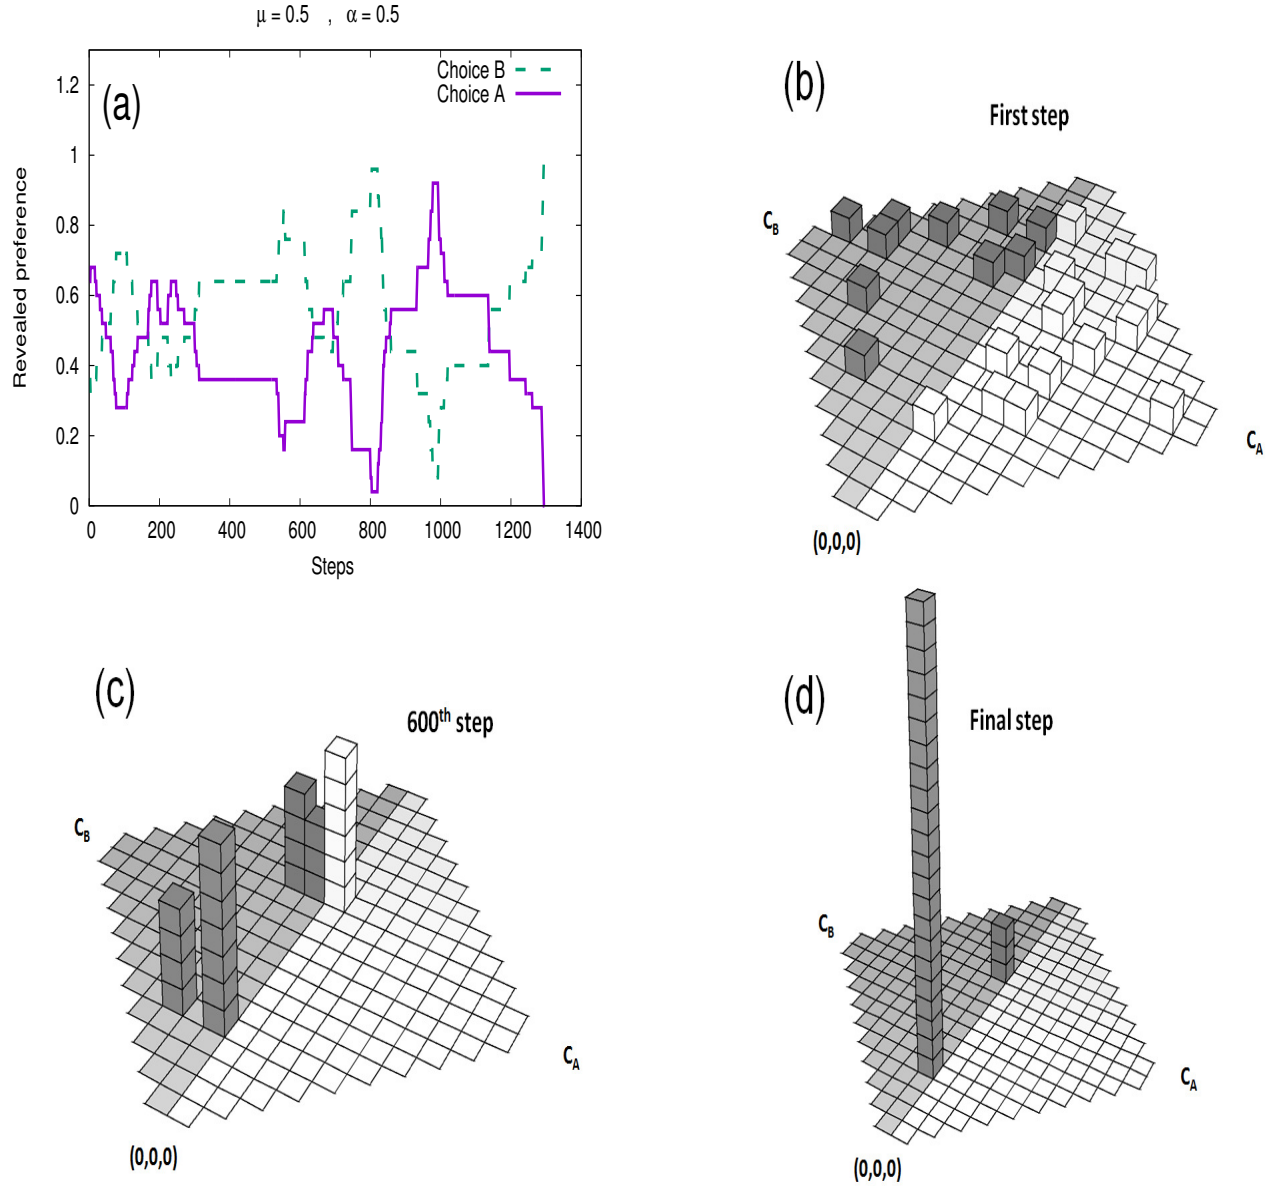 μ = 0.5 , α = 0.5
(a)
Choice B
Choice A
Revealed preference
1.2
1
0.8
0.6
0.4
0.2
0
0 200 400 600 800 1000 1200 1400
Steps
(b)
First step
C_B
C_A
(0,0,0)
(c)
600th step
C_B
C_A
(0,0,0)
(d)
Final step
C_B
C_A
(0,0,0)